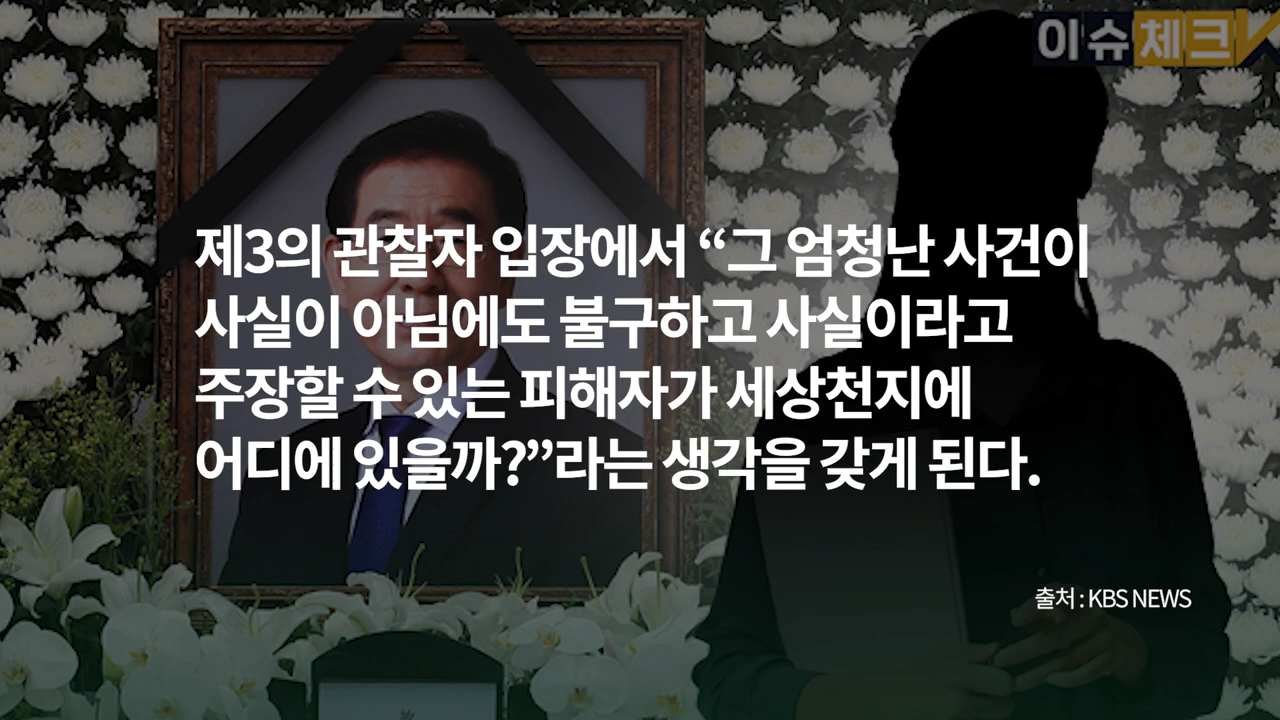 이슈체크
제3의 관찰자 입장에서 “그 엄청난 사건이
사실이 아님에도 불구하고 사실이라고
주장할 수 있는 피해자가 세상천지에
어디에 있을까?”라는 생각을 갖게 된다.
출처 : KBS NEWS